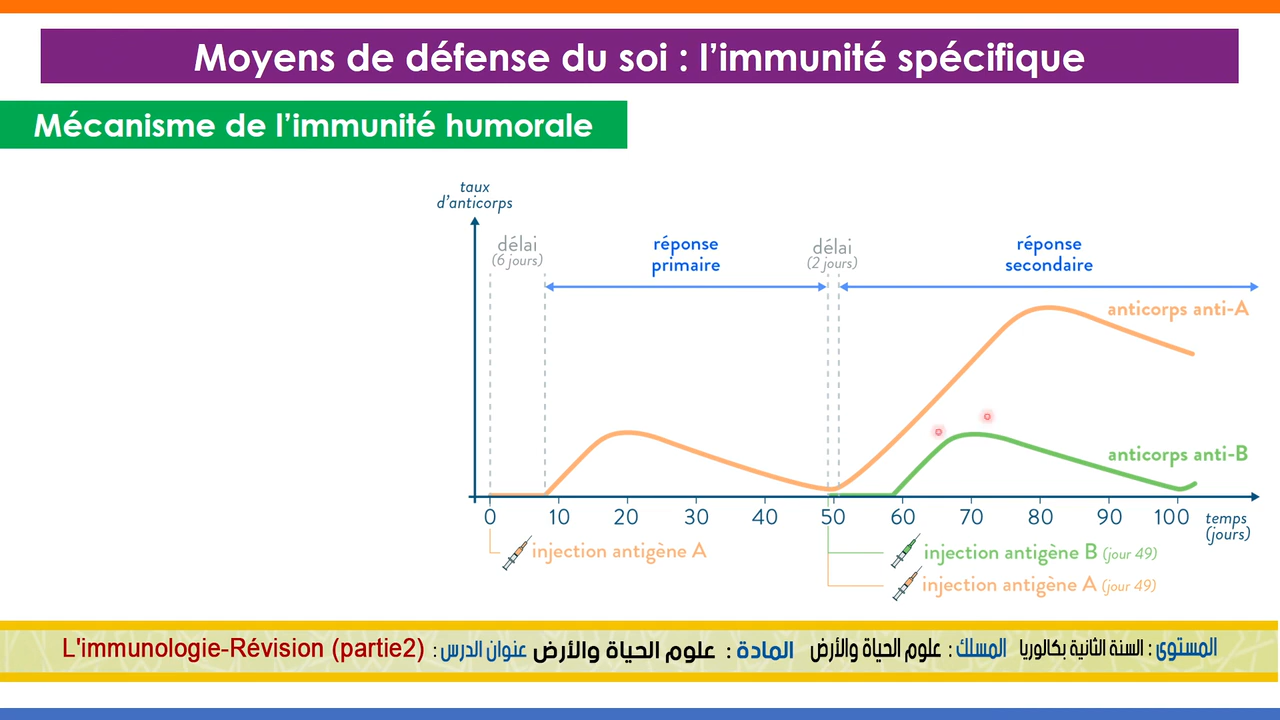 Moyens de défense du soi : l'immunité spécifique
Mécanisme de l'immunité humorale
taux
d'anticorps
délai
(6 jours)
réponse
primaire
délai
(2 jours)
réponse
secondaire
anticorps anti-A
anticorps anti-B
0 10 20 30 40 50 60 70 80 90 100
temps
(jours)
injection antigène A
injection antigène B (jour 49)
injection antigène A (jour 49)
المستوى : السنة الثانية بكالوريا المسلك : علوم الحياة والأرض المادة : علوم الحياة والأرض عنوان الدرس : L'immunologie-Révision (partie2)